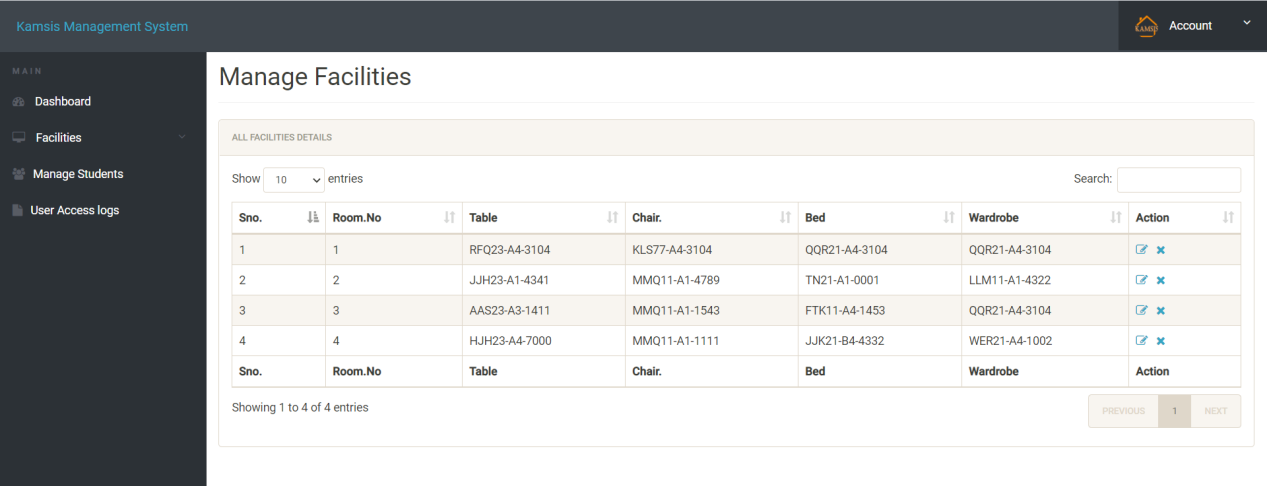 Kamsis Management System
KAMSIS Account
MAIN
Dashboard
Facilities
Manage Students
User Access logs
Manage Facilities
ALL FACILITIES DETAILS
Show 10 entries Search:
Sno. Room.No Table Chair. Bed Wardrobe Action
1 1 RFQ23-A4-3104 KLS77-A4-3104 QQR21-A4-3104 QQR21-A4-3104
2 2 JJH23-A1-4341 MMQ11-A1-4789 TN21-A1-0001 LLM11-A1-4322
3 3 AAS23-A3-1411 MMQ11-A1-1543 FTK11-A4-1453 QQR21-A4-3104
4 4 HJH23-A4-7000 MMQ11-A1-1111 JJK21-B4-4332 WER21-A4-1002
Sno. Room.No Table Chair. Bed Wardrobe Action
Showing 1 to 4 of 4 entries
PREVIOUS 1 NEXT